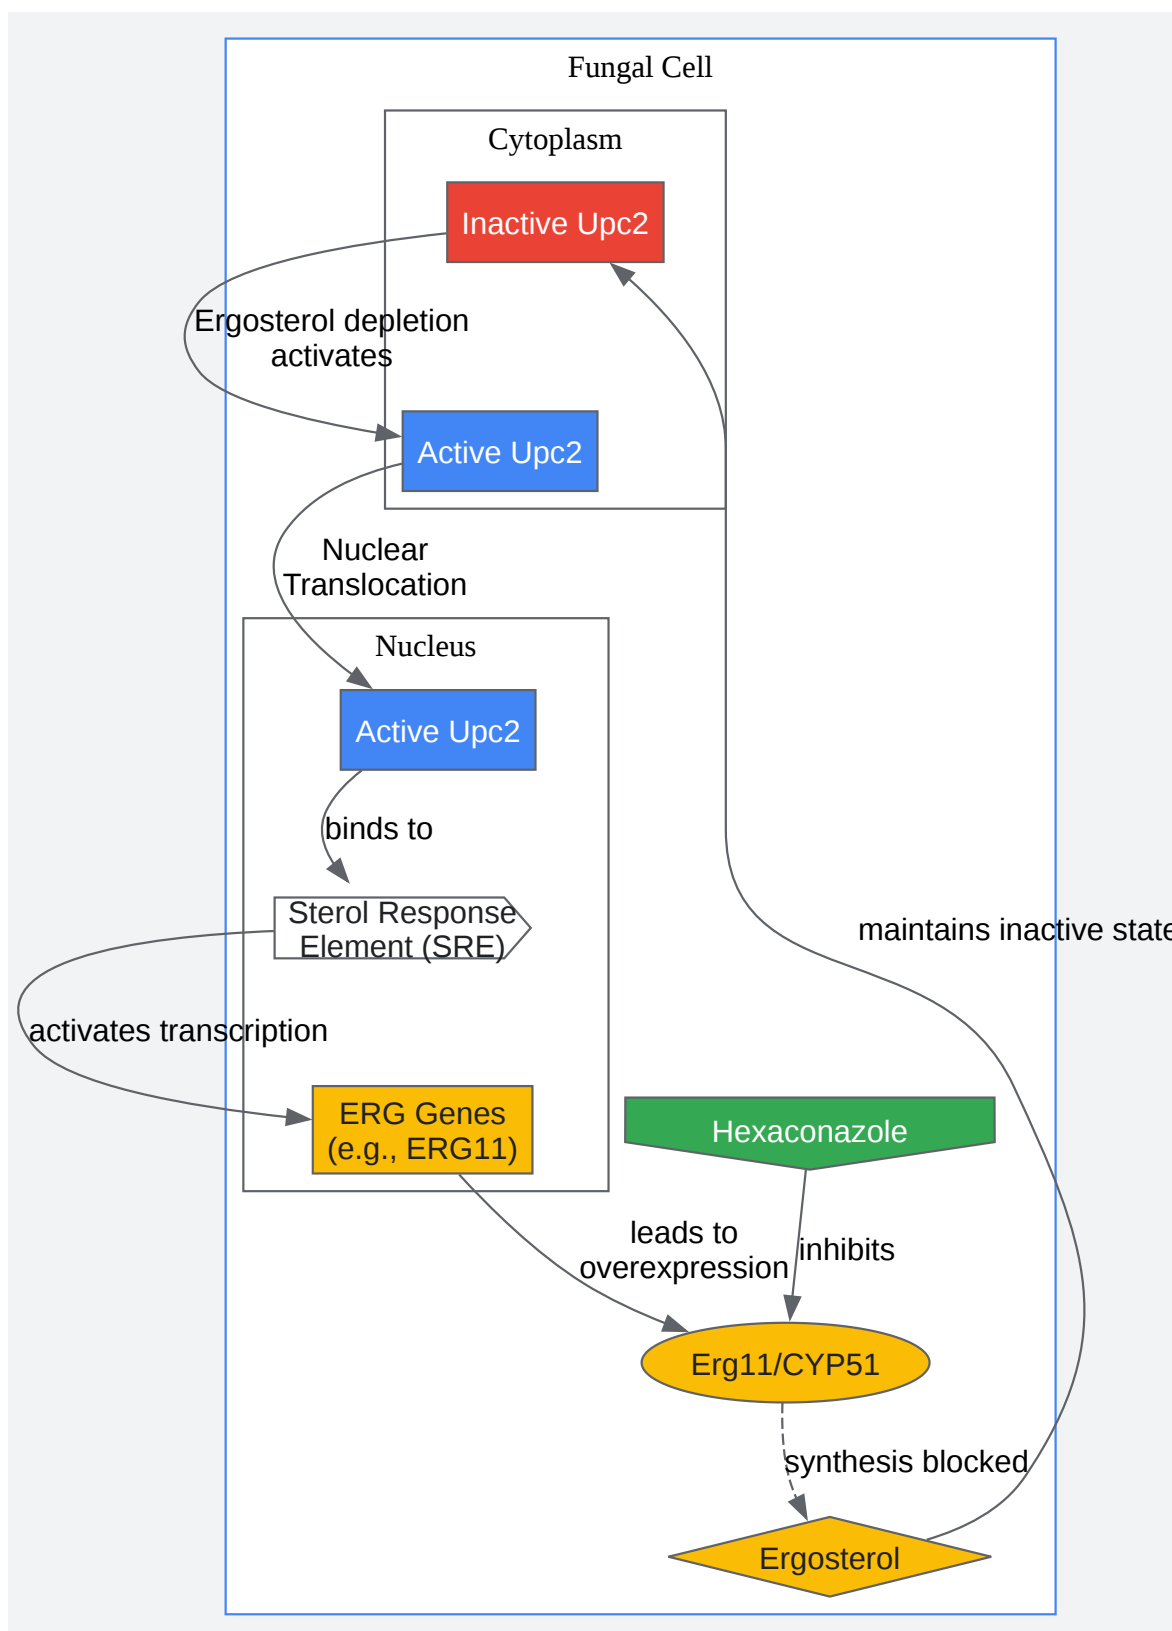 Fungal Cell
Cytoplasm
Inactive Upc2
Ergosterol depletion
activates
Active Upc2
Nuclear
Translocation
Nucleus
Active Upc2
binds to
Sterol Response
Element (SRE)
maintains inactive state
activates transcription
ERG Genes
(e.g., ERG11)
Hexaconazole
leads to
overexpression
inhibits
Erg11/CYP51
synthesis blocked
Ergosterol